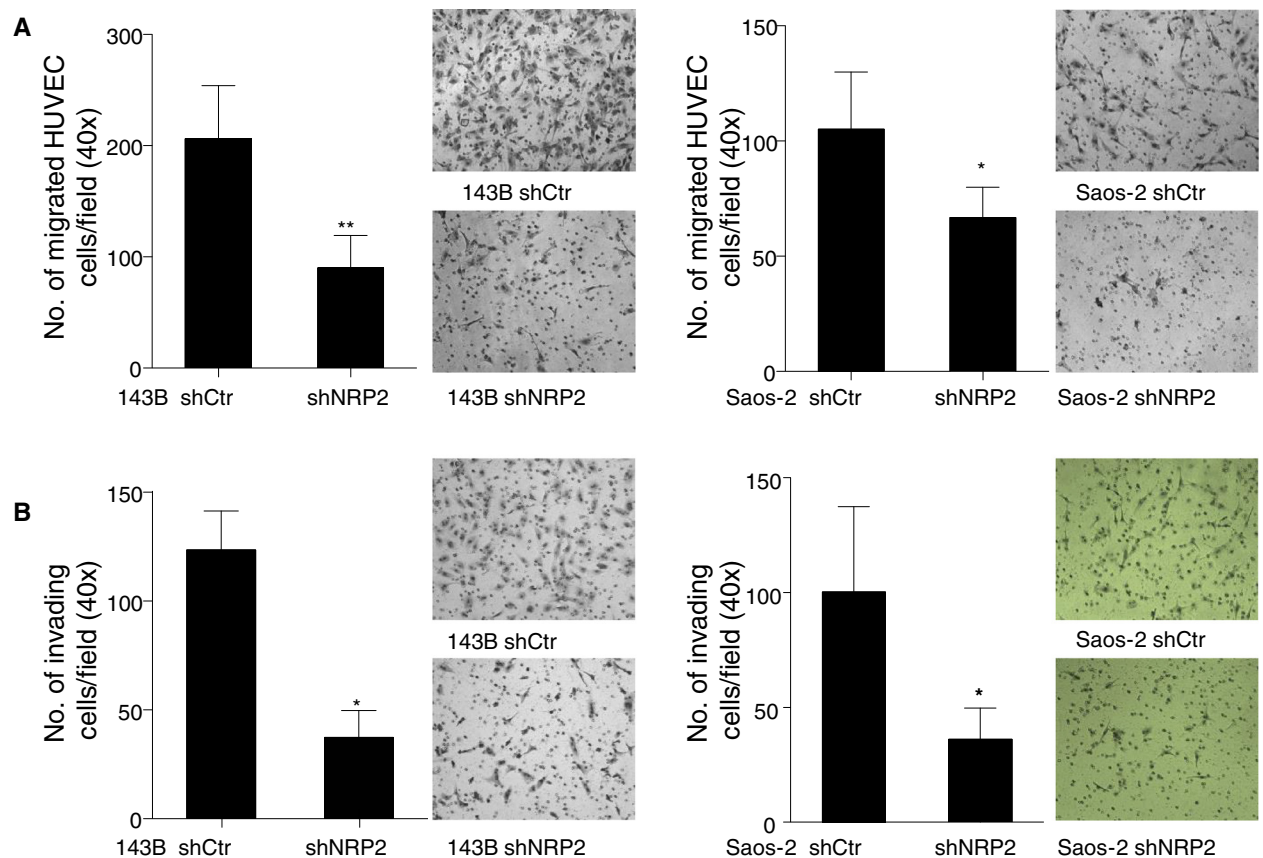 A
300
200
100
0
No. of migrated HUVEC
cells/field (40x)
**
143B shCtr
shNRP2
143B shCtr
143B shNRP2
150
100
50
0
No. of migrated HUVEC
cells/field (40x)
*
Saos-2 shCtr
shNRP2
Saos-2 shCtr
Saos-2 shNRP2
B
150
100
50
0
No. of invading
cells/field (40x)
*
143B shCtr
shNRP2
143B shCtr
143B shNRP2
150
100
50
0
No. of invading
cells/field (40x)
*
Saos-2 shCtr
shNRP2
Saos-2 shCtr
Saos-2 shNRP2